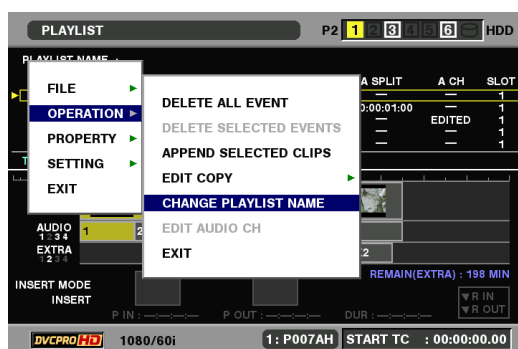 PLAYLIST P2 1 2 3 4 5 6 HDD
PLAYLIST NAME :
A SPLIT A CH SLOT
— — 1
0:00:01:00 EDITED 1
— — 1
— — 1
FILE
OPERATION
PROPERTY
SETTING
EXIT
DELETE ALL EVENT
DELETE SELECTED EVENTS
APPEND SELECTED CLIPS
EDIT COPY
CHANGE PLAYLIST NAME
EDIT AUDIO CH
EXIT
T
AUDIO 1 2
1 2 3 4
EXTRA 2
1 2 3 4
REMAIN(EXTRA) : 198 MIN
INSERT MODE
INSERT
▼R IN
▼R OUT
P IN : —:—:—:— P OUT : —:—:—:— DUR : —:—:—:—
DVCPRO HD 1080/60i 1: P007AH START TC : 00:00:00.00